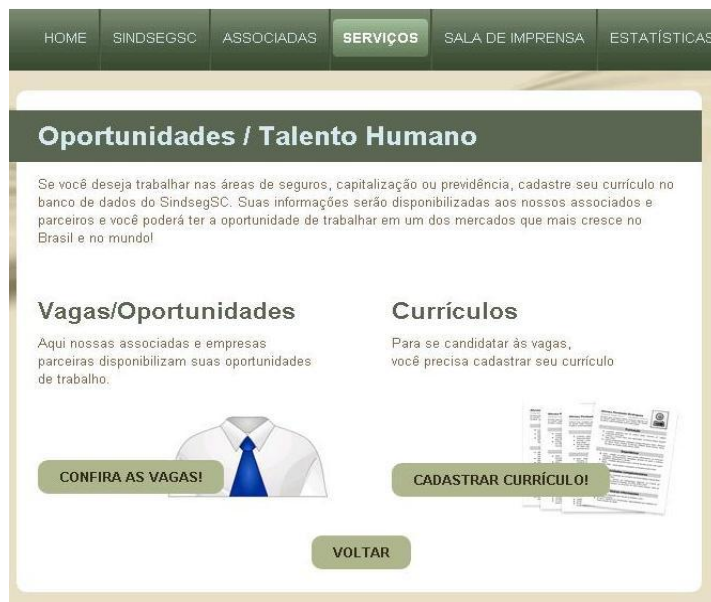 HOME SINDSEGSC ASSOCIADAS SERVIÇOS SALA DE IMPRENSA ESTATÍSTICAS
Oportunidades / Talento Humano
Se você deseja trabalhar nas áreas de seguros, capitalização ou previdência, cadastre seu currículo no
banco de dados do SindsegSC. Suas informações serão disponibilizadas aos nossos associados e
parceiros e você poderá ter a oportunidade de trabalhar em um dos mercados que mais cresce no
Brasil e no mundo!
Vagas/Oportunidades
Aqui nossas associadas e empresas
parceiras disponibilizam suas oportunidades
de trabalho.
CONFIRA AS VAGAS!
Currículos
Para se candidatar às vagas,
você precisa cadastrar seu currículo
CADASTRAR CURRÍCULO!
VOLTAR